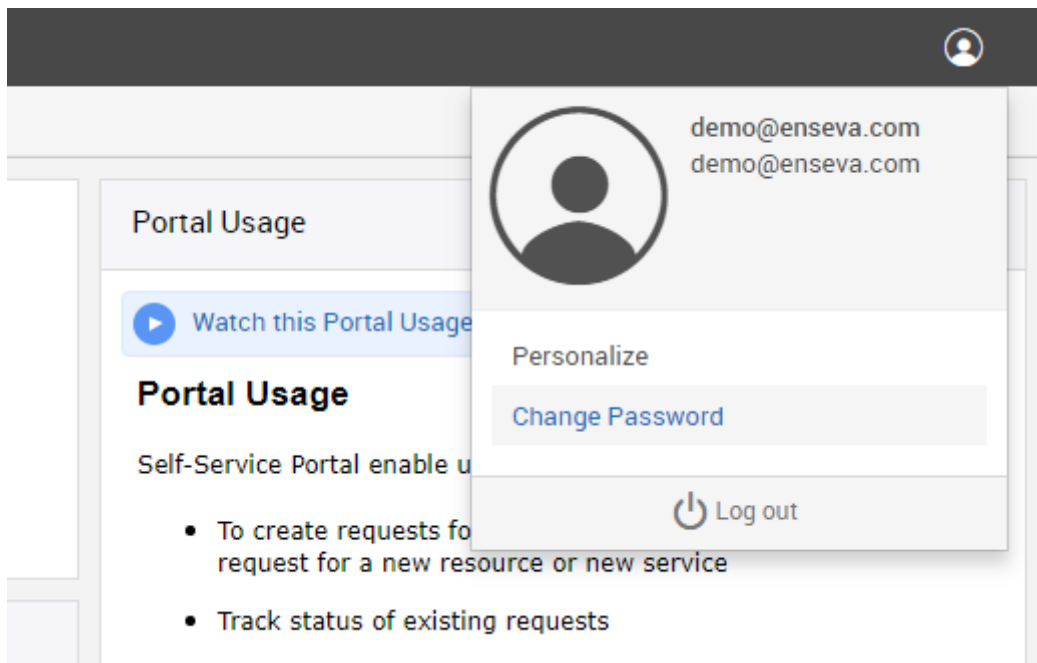 demo@enseva.com
demo@enseva.com
Portal Usage
Watch this Portal Usage
Personalize
Portal Usage
Change Password
Self-Service Portal enable u
Log out
• To create requests fo
request for a new resource or new service
• Track status of existing requests